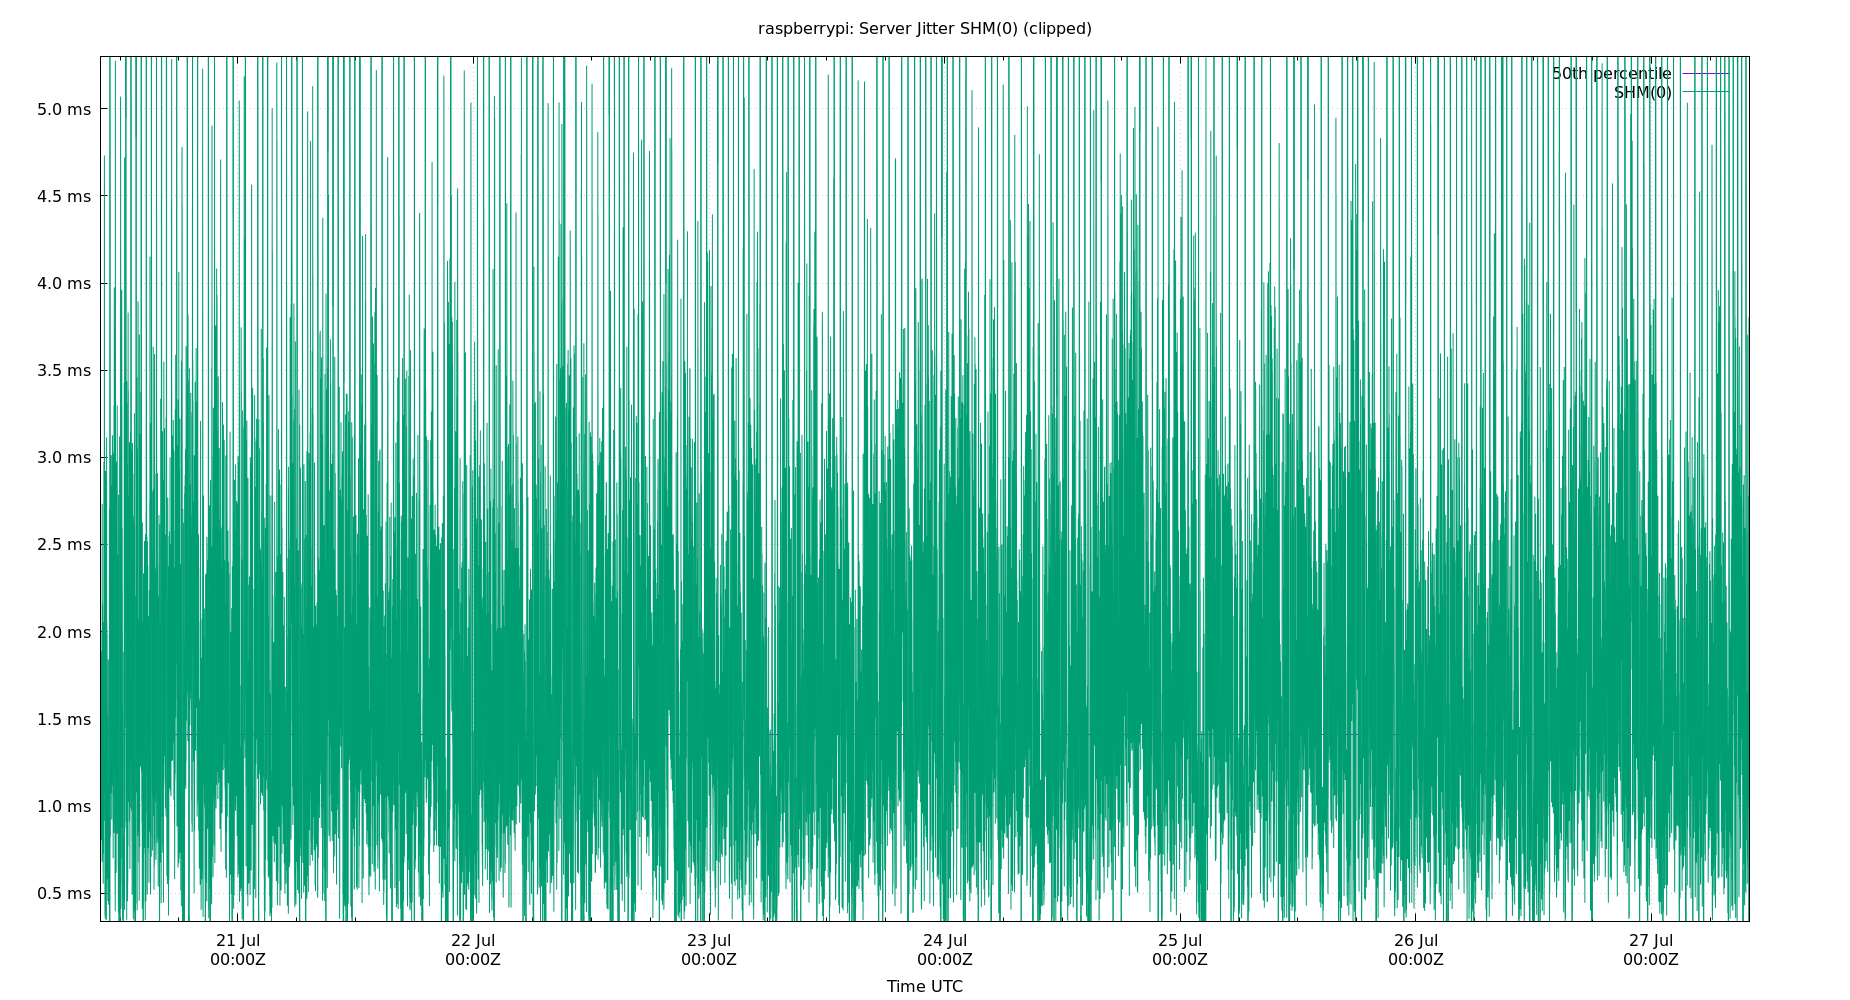 raspberrypi: Server Jitter SHM(0) (clipped)
50th percentile
SHM(0)
5.0 ms
4.5 ms
4.0 ms
3.5 ms
3.0 ms
2.5 ms
2.0 ms
1.5 ms
1.0 ms
0.5 ms
21 Jul 22 Jul 23 Jul 24 Jul 25 Jul 26 Jul 27 Jul
00:00Z 00:00Z 00:00Z 00:00Z 00:00Z 00:00Z 00:00Z
Time UTC